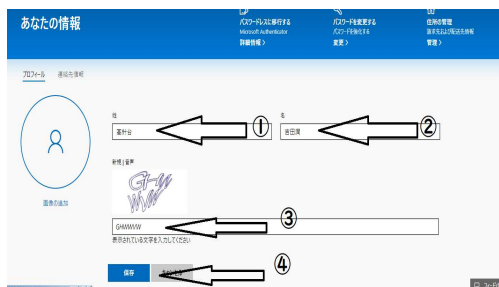 あなたの情報
パスワードレスに移行する
Microsoft Authenticator
詳細情報 >
パスワードを変更する
パスワードを強化する
変更 >
住所の管理
請求先および配送先情報
管理 >
プロフィール 連絡先情報
画像の追加
姓
名
蓋計台
①
吉田潤
②
新規 | 音声
GHWWVW
③
表示されている文字を入力してください
保存
④